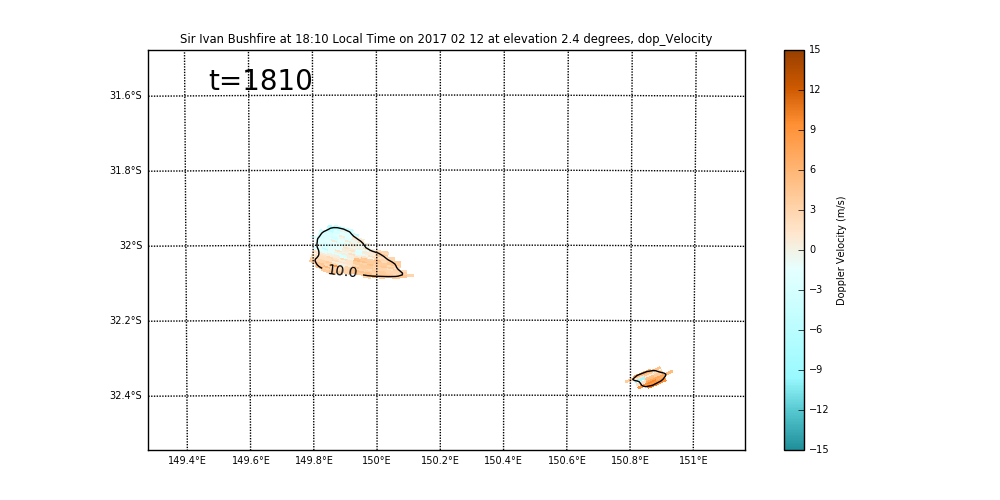 Sir Ivan Bushfire at 18:10 Local Time on 2017 02 12 at elevation 2.4 degrees, dop_Velocity
t=1810
31.6°S
31.8°S
32°S
32.2°S
32.4°S
10.0
149.4°E 149.6°E 149.8°E 150°E 150.2°E 150.4°E 150.6°E 150.8°E 151°E
15
12
9
6
3
0
−3
−6
−9
−12
−15
Doppler Velocity (m/s)